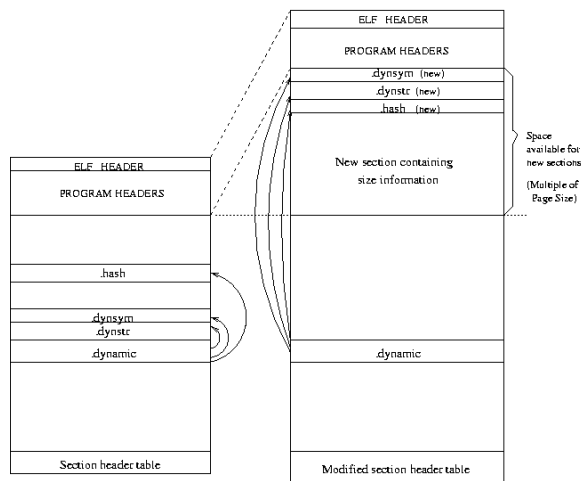 ELF HEADER
PROGRAM HEADERS
.hash
.dynsym
.dynstr
.dynamic
Section header table
ELF HEADER
PROGRAM HEADERS
.dynsym (new)
.dynstr (new)
.hash (new)
New section containing
size information
.dynamic
Modified section header table
Space
available for
new sections
(Multiple of
Page Size)